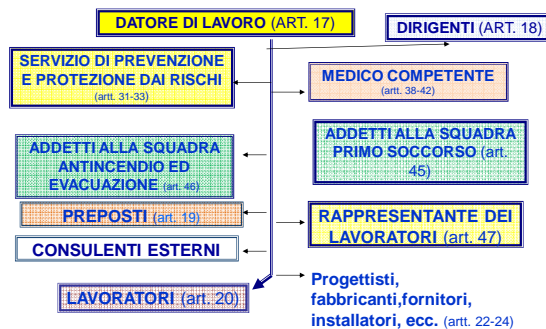 DATORE DI LAVORO (ART. 17)
DIRIGENTI (ART. 18)
SERVIZIO DI PREVENZIONE
E PROTEZIONE DAI RISCHI
(artt. 31-33)
MEDICO COMPETENTE
(artt. 38-42)
ADDETTI ALLA SQUADRA
ANTINCENDIO ED
EVACUAZIONE (art. 46)
ADDETTI ALLA SQUADRA
PRIMO SOCCORSO (art.
45)
PREPOSTI (art. 19)
RAPPRESENTANTE DEI
LAVORATORI (art. 47)
CONSULENTI ESTERNI
LAVORATORI (art. 20)
Progettisti,
fabbricanti,fornitori,
installatori, ecc. (artt. 22-24)